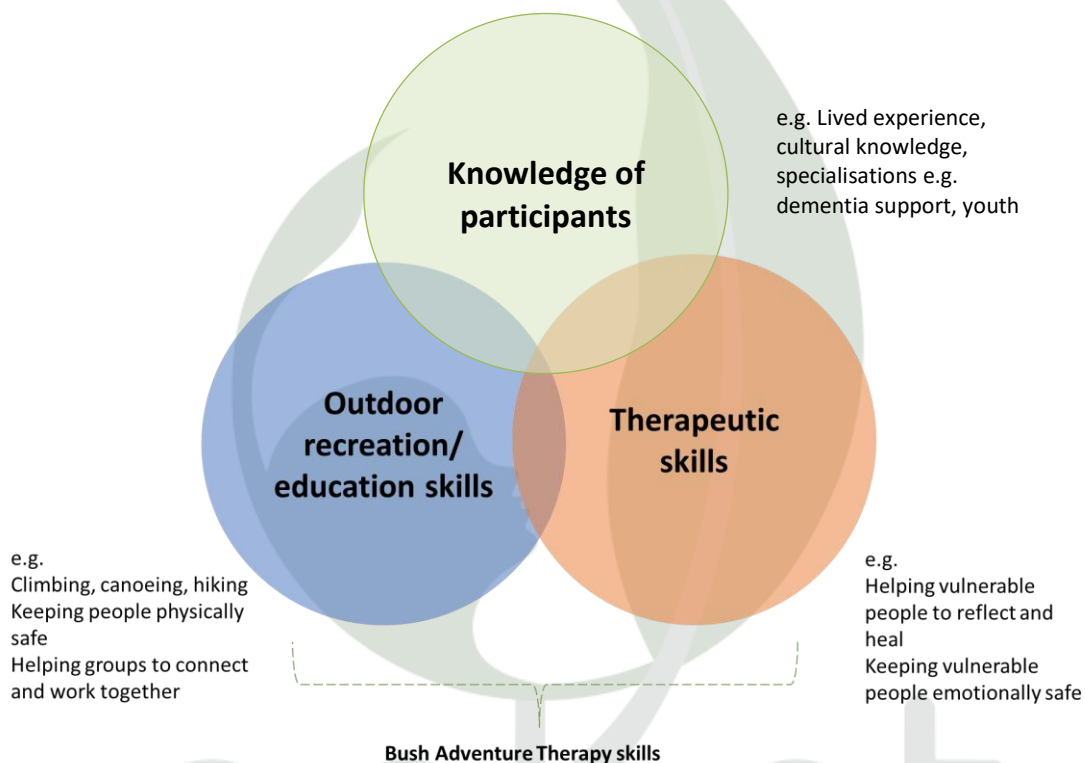 Knowledge of
participants
e.g. Lived experience,
cultural knowledge,
specialisations e.g.
dementia support, youth
Outdoor
recreation/
education skills
Therapeutic
skills
e.g.
Climbing, canoeing, hiking
Keeping people physically
safe
Helping groups to connect
and work together
e.g.
Helping vulnerable
people to reflect and
heal
Keeping vulnerable
people emotionally safe
Bush Adventure Therapy skills